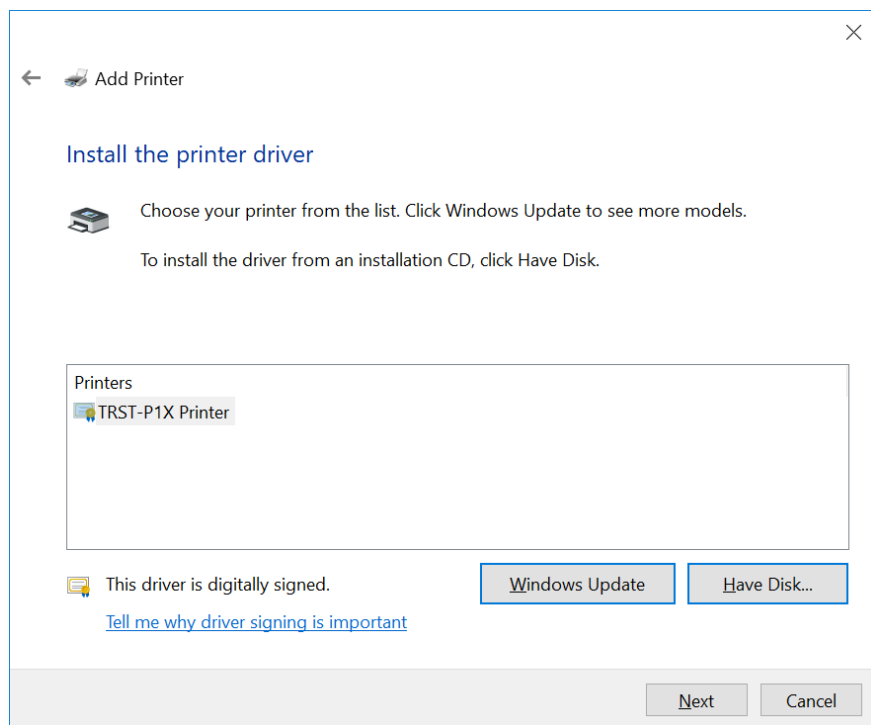 Add Printer
Install the printer driver
Choose your printer from the list. Click Windows Update to see more models.
To install the driver from an installation CD, click Have Disk.
Printers
TRST-P1X Printer
This driver is digitally signed.
Windows Update
Have Disk...
Tell me why driver signing is important
Next
Cancel